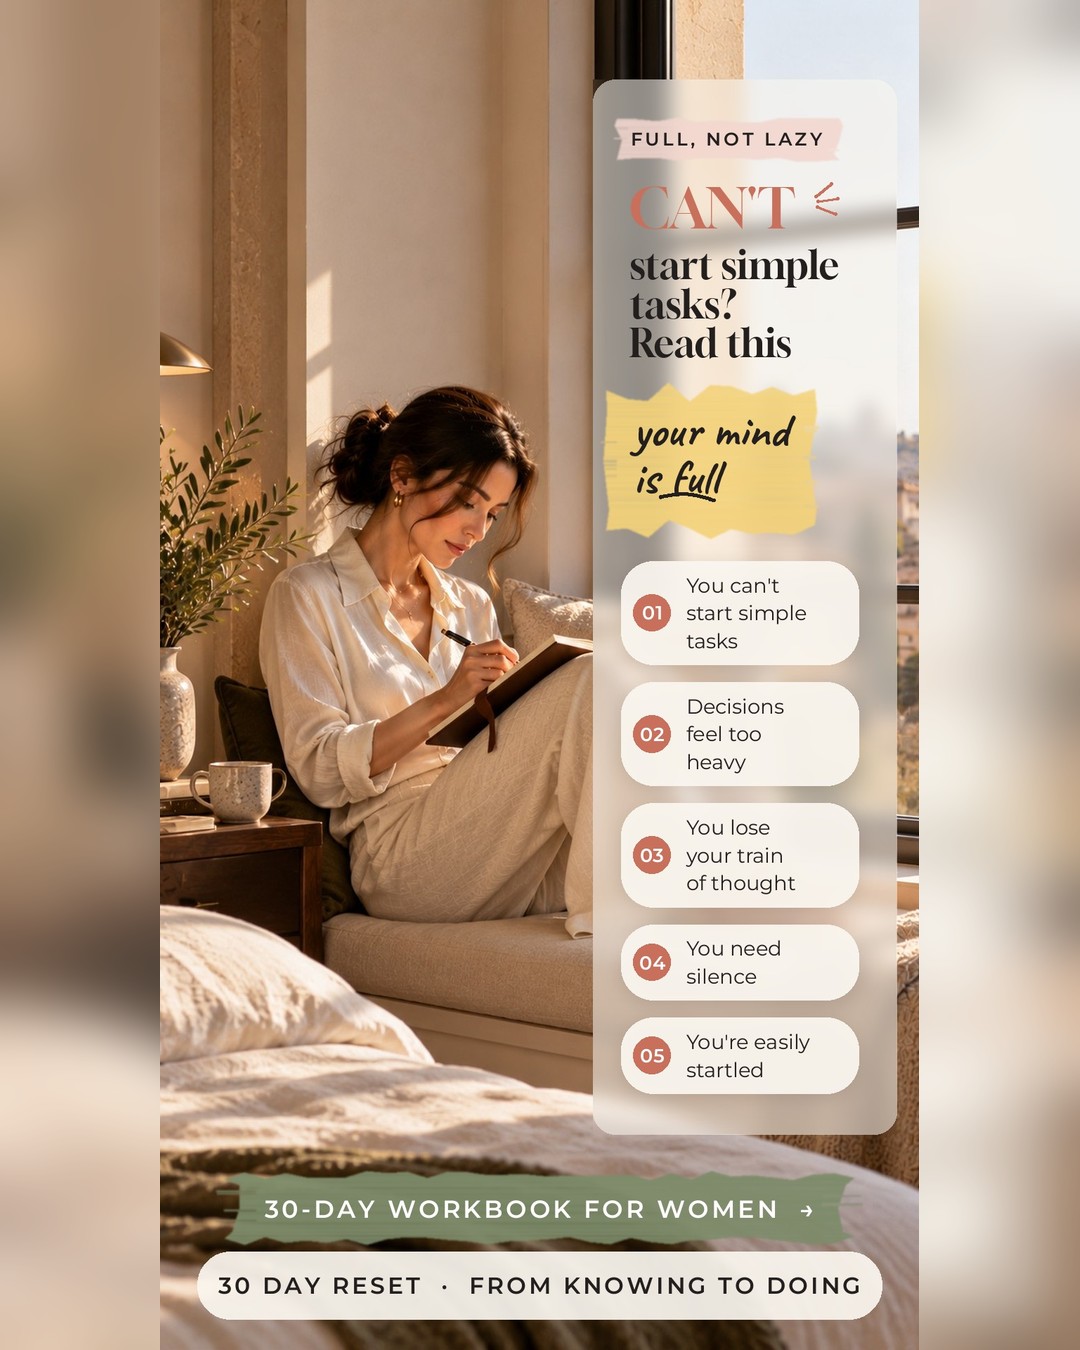 FULL, NOT LAZY
CAN'T
start simple
tasks?
Read this
your mind
is full
01 You can't
start simple
tasks
02 Decisions
feel too
heavy
03 You lose
your train
of thought
04 You need
silence
05 You're easily
startled
30-DAY WORKBOOK FOR WOMEN →
30 DAY RESET · FROM KNOWING TO DOING